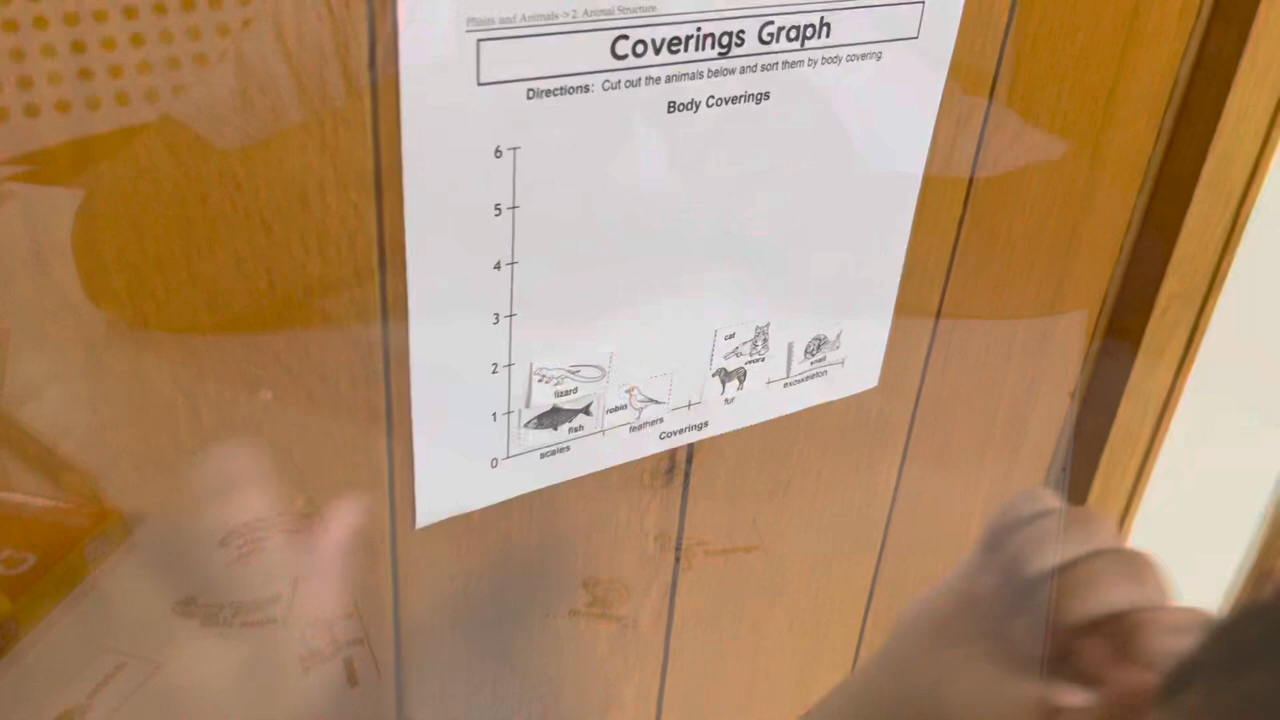 Plants and Animals -> 2: Animal Structure
Coverings Graph
Directions: Cut out the animals below and sort them by body covering.
Body Coverings
6
5
4
3
2
1
0
lizard
fish
robin
cat
zebra
snail
scales
feathers
fur
exoskeleton
Coverings